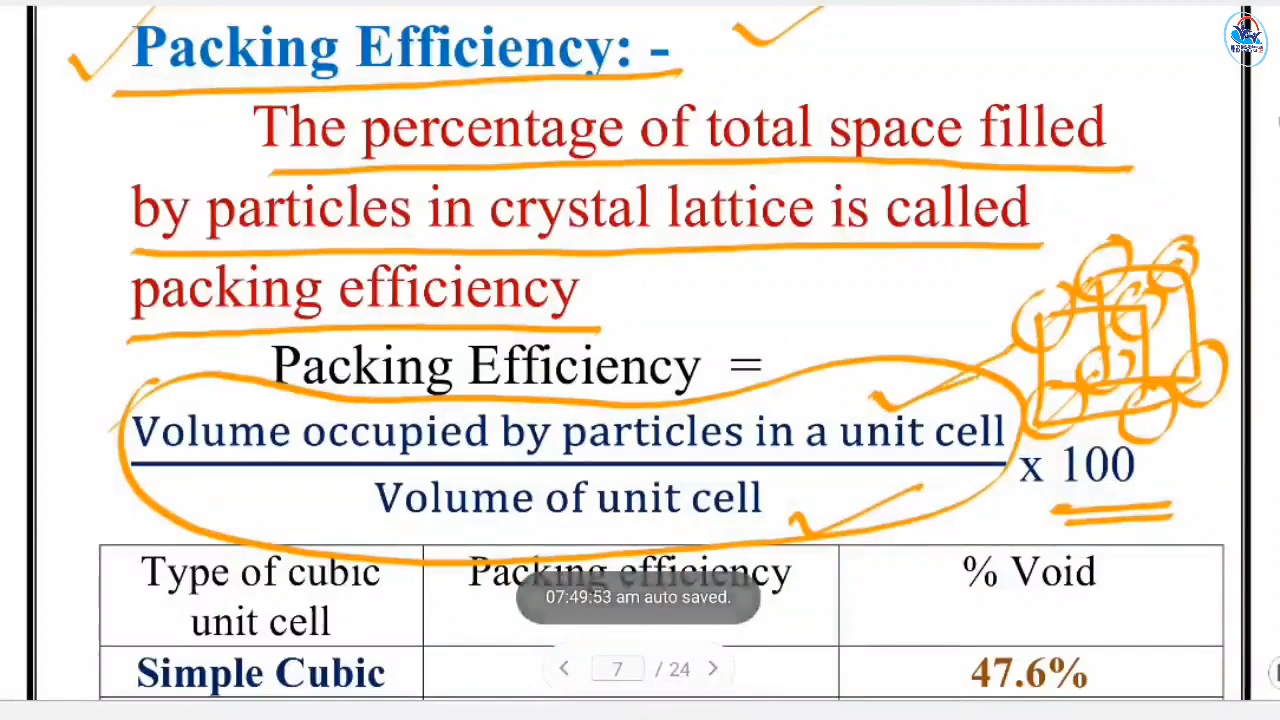 Packing Efficiency: -
The percentage of total space filled
by particles in crystal lattice is called
packing efficiency
Packing Efficiency =
Volume occupied by particles in a unit cell
x 100
Volume of unit cell
Type of cubic
unit cell
Packing efficiency
% Void
07:49:53 am auto saved.
Simple Cubic
47.6%
7 / 24